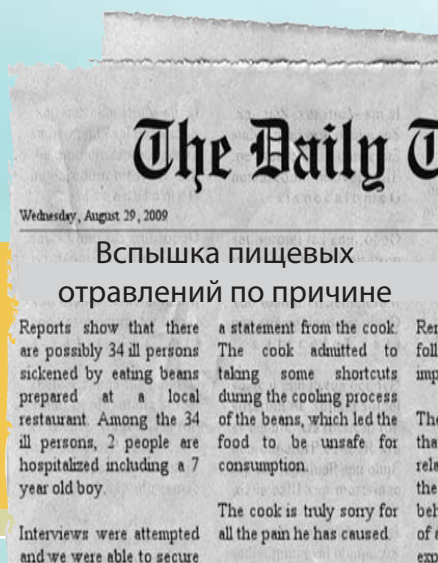 The Daily
Wednesday, August 29, 2009
Вспышка пищевых
отравлений по причине
Reports show that there
are possibly 34 ill persons
sickened by eating beans
prepared at a local
restaurant. Among the 34
ill persons, 2 people are
hospitalized including a 7
year old boy.
Interviews were attempted
and we were able to secure
a statement from the cook.
The cook admitted to
taking some shortcuts
during the cooling process
of the beans, which led the
food to be unsafe for
consumption.
The cook is truly sorry for
all the pain he has caused.